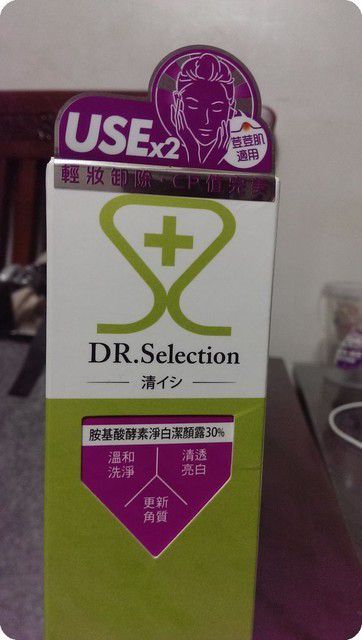 USEx2
荳荳肌
適用
輕妝卸除 CP值完美
DR.Selection
清イシ
胺基酸酵素淨白潔顏露30%
溫和
洗淨
清透
亮白
更新
角質